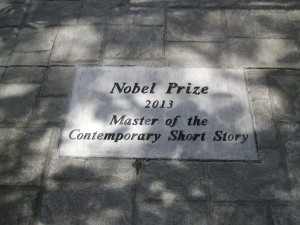 Nobel Prize
2013
Master of the
Contemporary Short Story